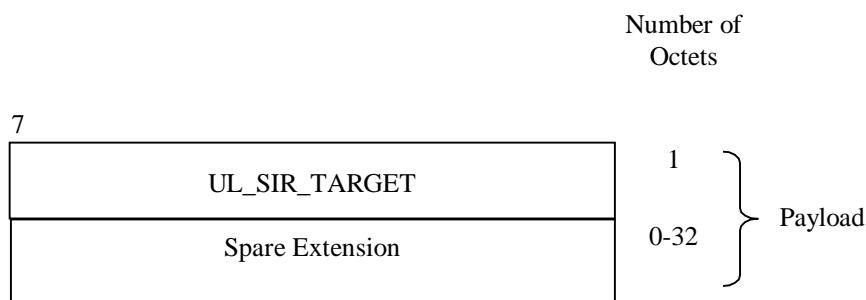 Number of
Octets
7
UL_SIR_TARGET
1
Spare Extension
0-32
Payload